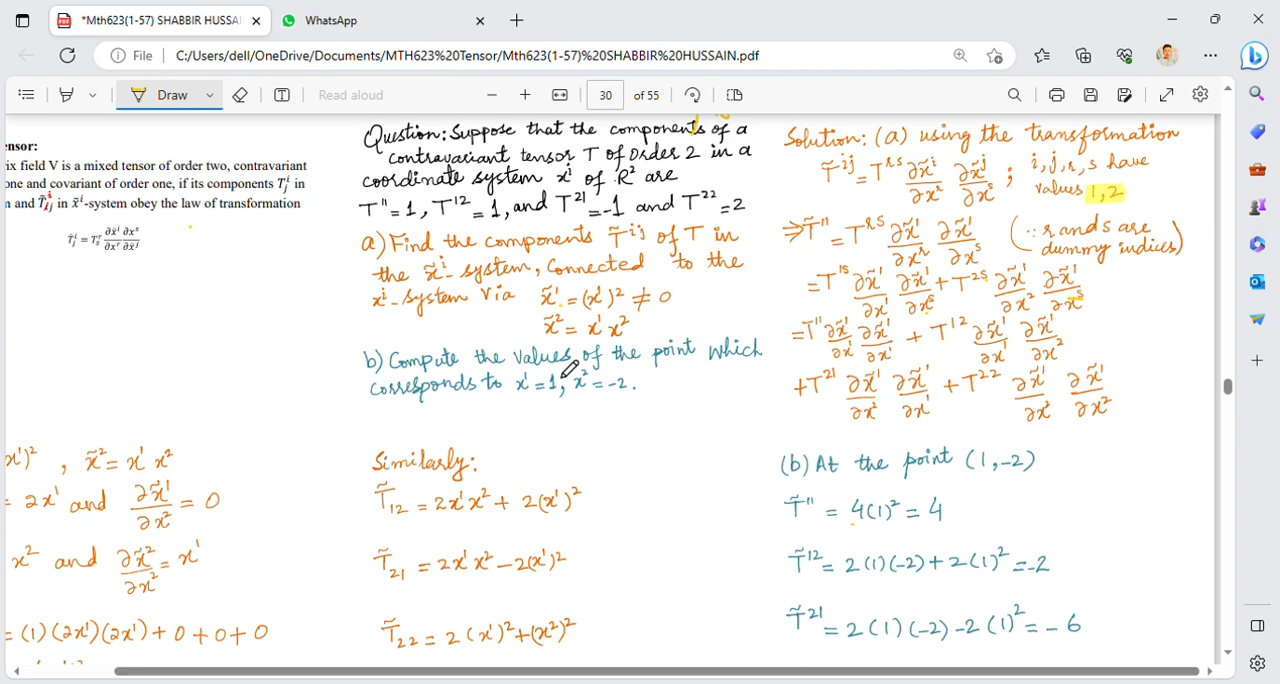 *Mth623(1-57) SHABBIR HUSSAI
WhatsApp
File
C:/Users/dell/OneDrive/Documents/MTH623%20Tensor/Mth623(1-57)%20SHABBIR%20HUSSAIN.pdf
Draw
Read aloud
30 of 55
ensor:
ix field V is a mixed tensor of order two, contravariant
one and covariant of order one, if its components T^i_j in
n and T̄^i_j in x̄^i-system obey the law of transformation
T̄^i_j = T^r_s ∂x̄^i/∂x^r ∂x^s/∂x̄^j
Question: Suppose that the components of a
contravariant tensor T of order 2 in a
coordinate system x^i of R² are
T^11 = 1, T^12 = 1, and T^21 = -1 and T^22 = 2
a) Find the components T̃^ij of T in
the x̃^i-system, connected to the
x^i-system via x̃^1 = (x^1)² ≠ 0
x̃^2 = x^1 x^2
b) Compute the values of the point which
corresponds to x^1 = 1, x^2 = -2.
Solution: (a) using the transformation
T̃^ij = T^rs ∂x̃^i/∂x^r ∂x̃^j/∂x^s ; i,j,r,s have
values 1,2
⇒ T̃^11 = T^rs ∂x̃^1/∂x^r ∂x̃^1/∂x^s (∵ r and s are
dummy indices)
= T^1s ∂x̃^1/∂x^1 ∂x̃^1/∂x^s + T^2s ∂x̃^1/∂x^2 ∂x̃^1/∂x^s
= T^11 ∂x̃^1/∂x^1 ∂x̃^1/∂x^1 + T^12 ∂x̃^1/∂x^1 ∂x̃^1/∂x^2
+ T^21 ∂x̃^1/∂x^2 ∂x̃^1/∂x^1 + T^22 ∂x̃^1/∂x^2 ∂x̃^1/∂x^2
x^1)² , x̃^2 = x^1 x^2
= 2x^1 and ∂x̃^1/∂x^2 = 0
x^2 and ∂x̃^2/∂x^2 = x^1
= (1)(2x^1)(2x^1) + 0 + 0 + 0
Similarly:
T̃_12 = 2x^1 x^2 + 2(x^1)²
T̃_21 = 2x^1 x^2 - 2(x^1)²
T̃_22 = 2(x^1)² + (x^2)²
(b) At the point (1,-2)
T̃^11 = 4(1)² = 4
T̃^12 = 2(1)(-2) + 2(1)² = -2
T̃^21 = 2(1)(-2) - 2(1)² = -6